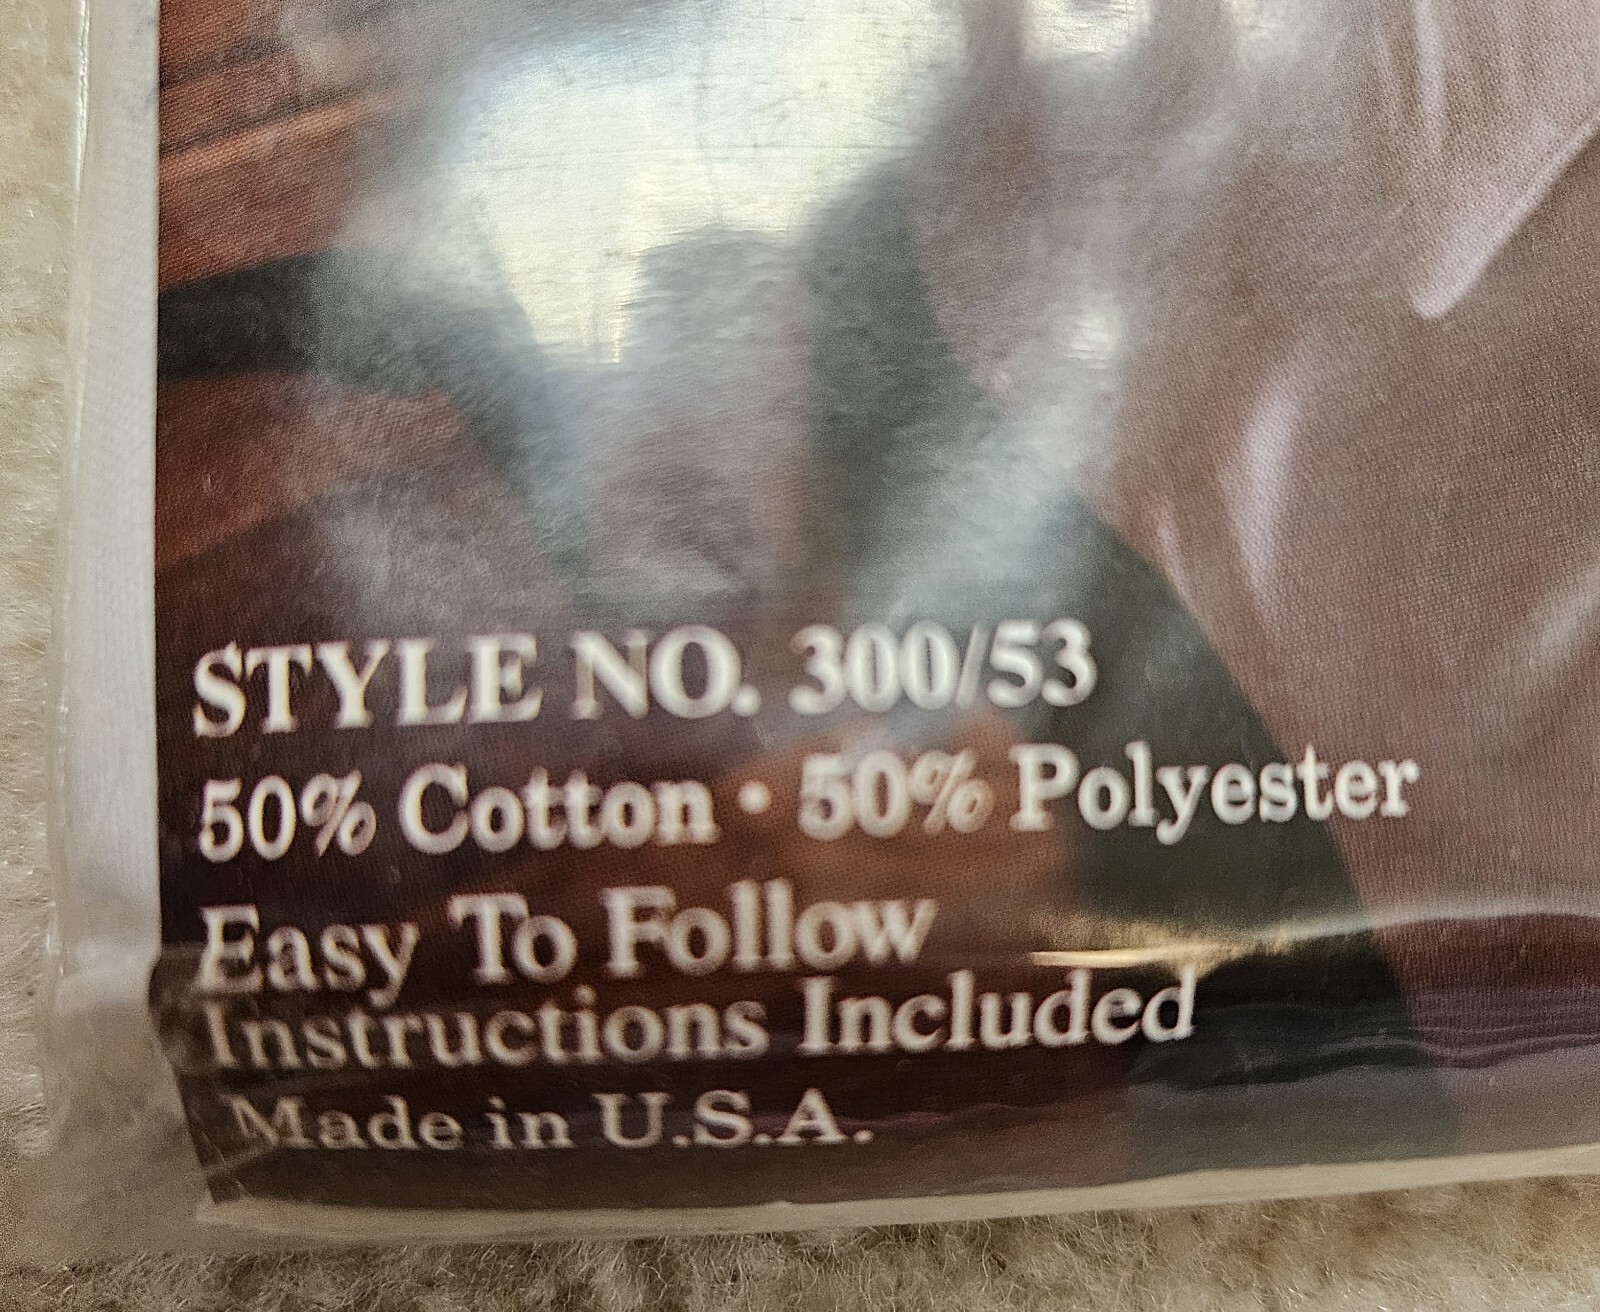 STYLE NO. 300/53
50% Cotton • 50% Polyester
Easy To Follow
Instructions Included
Made in U.S.A.